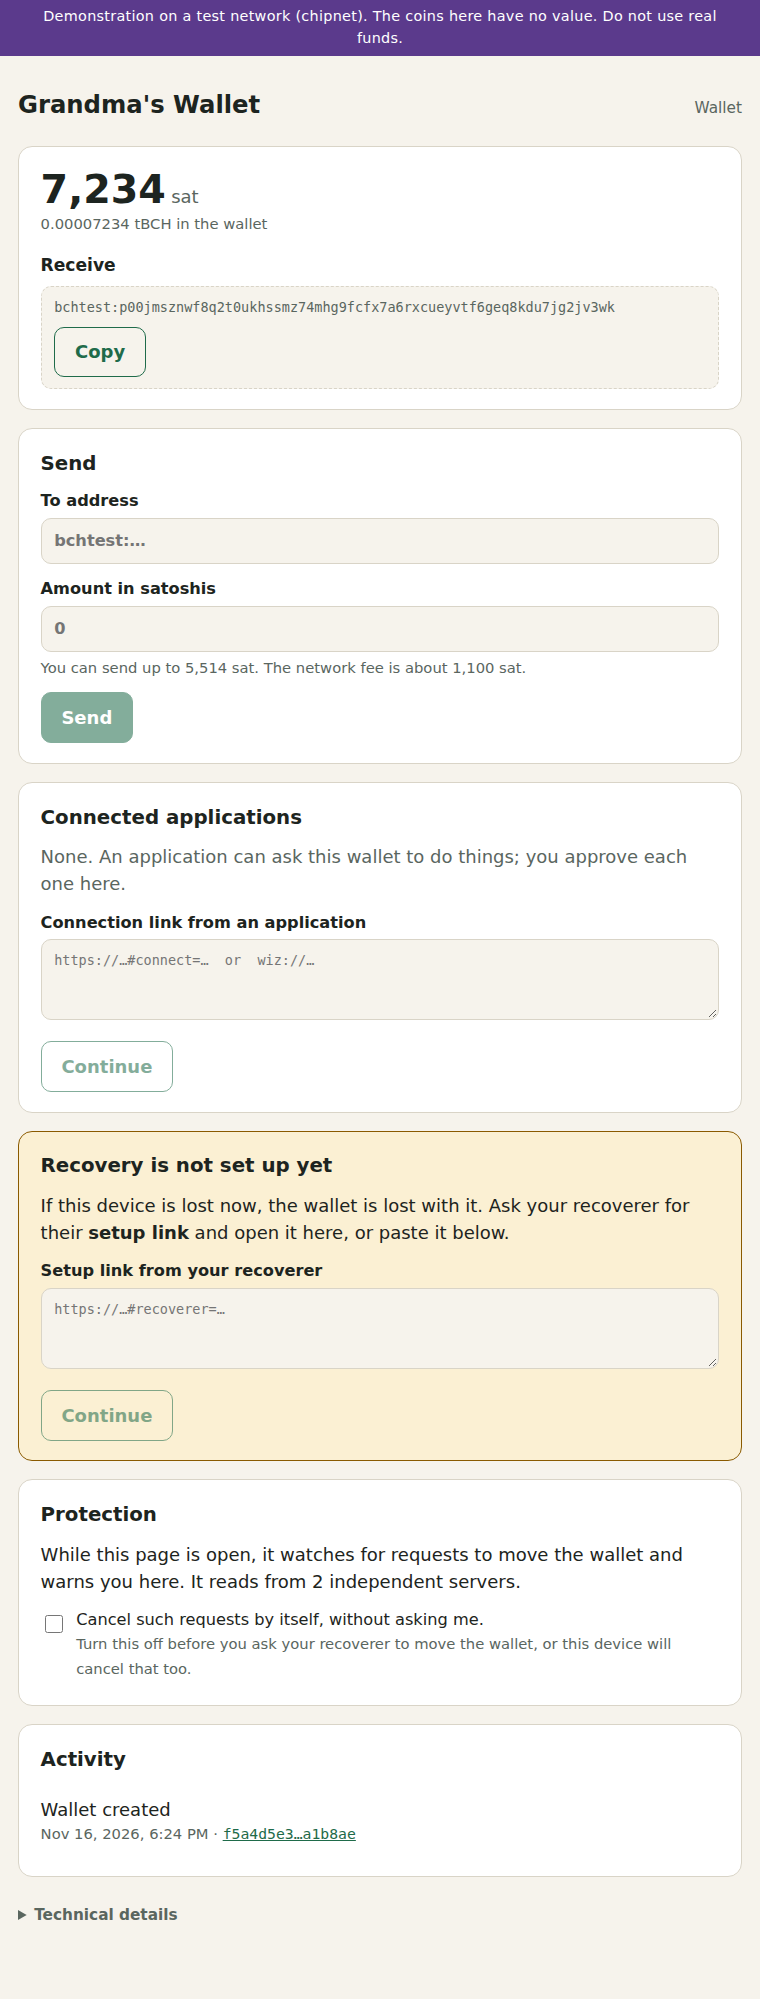 Demonstration on a test network (chipnet). The coins here have no value. Do not use real
funds.
Grandma's Wallet
Wallet
7,234 sat
0.00007234 tBCH in the wallet
Receive
bchtest:p00jmsznwf8q2t0ukhssmz74mhg9fcfx7a6rxcueyvtf6geq8kdu7jg2jv3wk
Copy
Send
To address
bchtest:…
Amount in satoshis
0
You can send up to 5,514 sat. The network fee is about 1,100 sat.
Send
Connected applications
None. An application can ask this wallet to do things; you approve each
one here.
Connection link from an application
https://…#connect=…  or  wiz://…
Continue
Recovery is not set up yet
If this device is lost now, the wallet is lost with it. Ask your recoverer for
their setup link and open it here, or paste it below.
Setup link from your recoverer
https://…#recoverer=…
Continue
Protection
While this page is open, it watches for requests to move the wallet and
warns you here. It reads from 2 independent servers.
Cancel such requests by itself, without asking me.
Turn this off before you ask your recoverer to move the wallet, or this device will
cancel that too.
Activity
Wallet created
Nov 16, 2026, 6:24 PM · f5a4d5e3…a1b8ae
Technical details